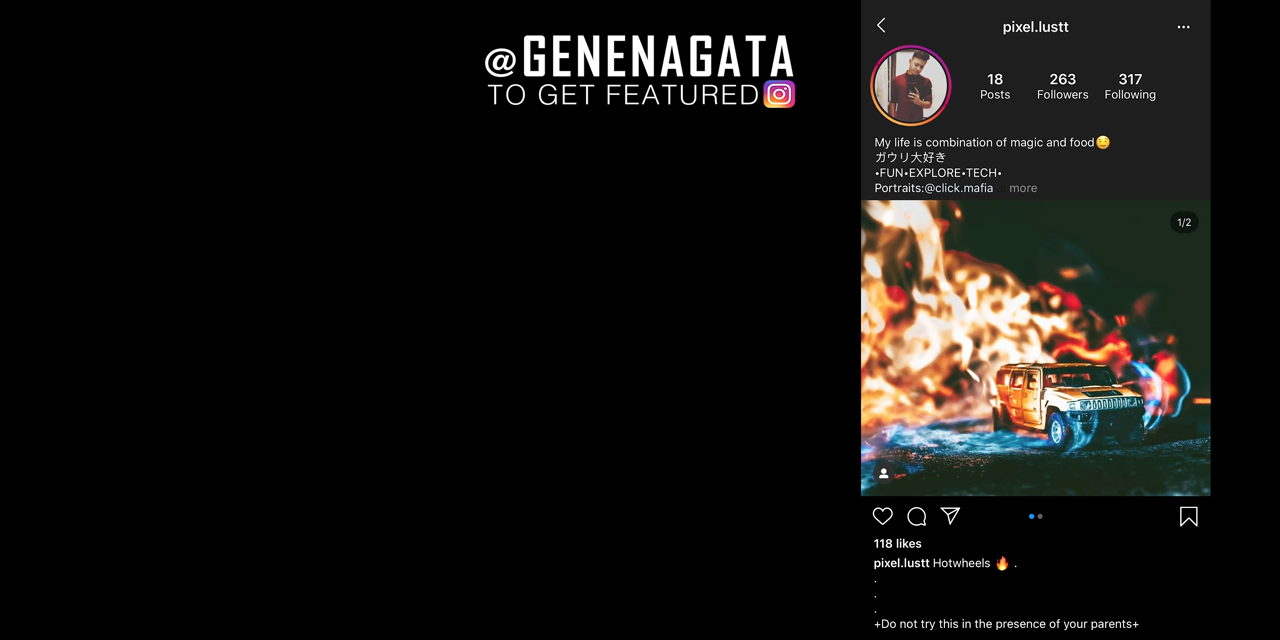 @GENENAGATA
TO GET FEATURED
pixel.lustt
18
263
317
Posts
Followers
Following
My life is combination of magic and food😊
ガウリ大好き
•FUN•EXPLORE•TECH•
Portraits:@click.mafia more
1/2
118 likes
pixel.lustt Hotwheels 🔥 .
.
.
.
+Do not try this in the presence of your parents+